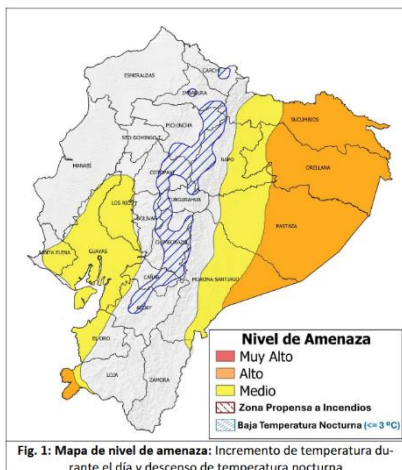 ESMERALDAS
CARCHI
IMBABURA
SUCUMBIOS
PICHINCHA
STO DOMINGO T
NAPO
ORELLANA
MANABÍ
COTOPAXI
LOS RIOS
TUNGURAHUA
BOLIVAR
PASTAZA
CHIMBORAZO
SANTA ELENA
GUAYAS
CAÑAR
MORONA SANTIAGO
AZUAY
EL ORO
LOJA
ZAMORA
Nivel de Amenaza
Muy Alto
Alto
Medio
Zona Propensa a Incendios
Baja Temperatura Nocturna (<= 3 ºC)
Fig. 1: Mapa de nivel de amenaza: Incremento de temperatura du-
rante el día y descenso de temperatura nocturna